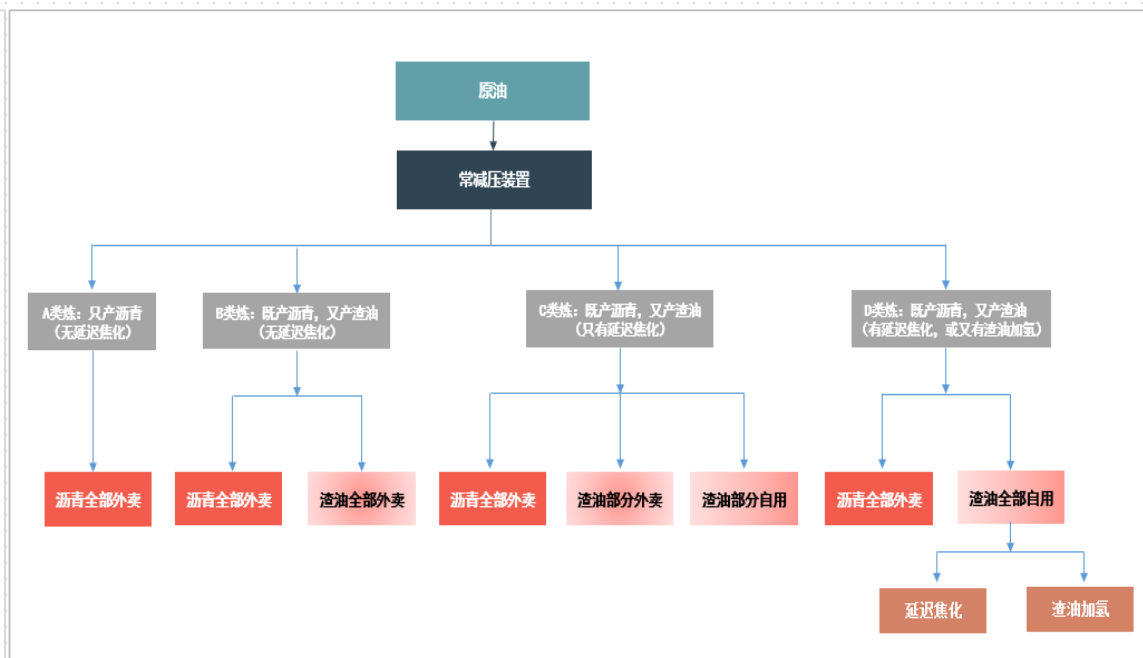 原油
常减压装置
A类炼：只产沥青
（无延迟焦化）
B类炼：既产沥青，又产渣油
（无延迟焦化）
C类炼：既产沥青，又产渣油
（只有延迟焦化）
D类炼：既产沥青，又产渣油
（有延迟焦化，或又有渣油加氢）
沥青全部外卖
沥青全部外卖
渣油全部外卖
沥青全部外卖
渣油部分外卖
渣油部分自用
沥青全部外卖
渣油全部自用
延迟焦化
渣油加氢